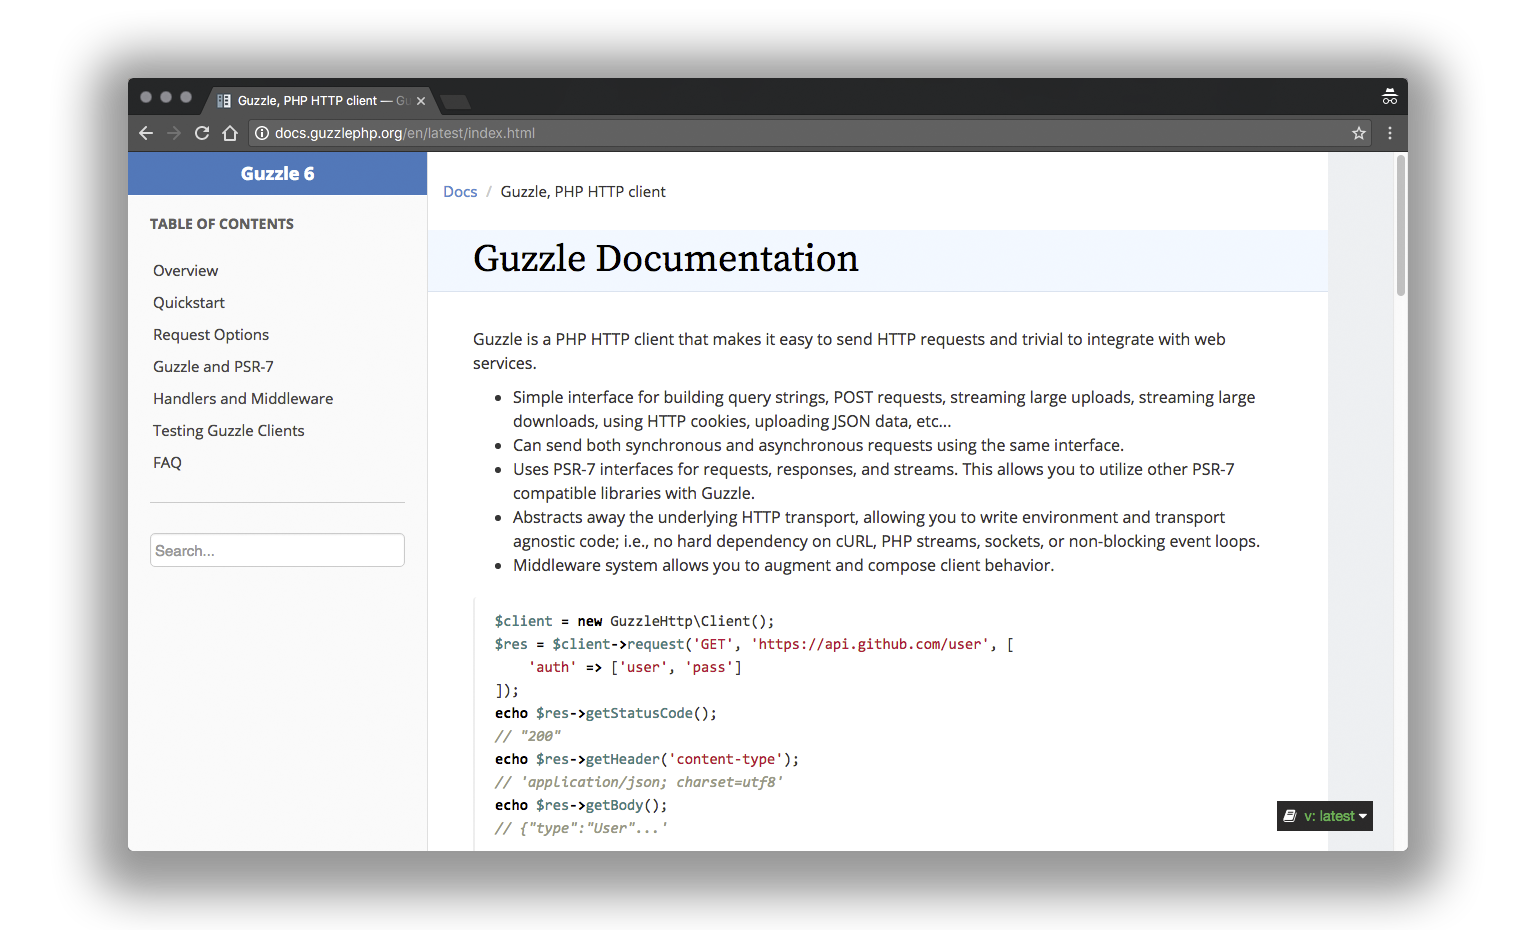 Guzzle, PHP HTTP client — Gu
docs.guzzlephp.org/en/latest/index.html
Guzzle 6
TABLE OF CONTENTS
Overview
Quickstart
Request Options
Guzzle and PSR-7
Handlers and Middleware
Testing Guzzle Clients
FAQ
Search...
Docs / Guzzle, PHP HTTP client
Guzzle Documentation
Guzzle is a PHP HTTP client that makes it easy to send HTTP requests and trivial to integrate with web
services.
• Simple interface for building query strings, POST requests, streaming large uploads, streaming large
downloads, using HTTP cookies, uploading JSON data, etc...
• Can send both synchronous and asynchronous requests using the same interface.
• Uses PSR-7 interfaces for requests, responses, and streams. This allows you to utilize other PSR-7
compatible libraries with Guzzle.
• Abstracts away the underlying HTTP transport, allowing you to write environment and transport
agnostic code; i.e., no hard dependency on cURL, PHP streams, sockets, or non-blocking event loops.
• Middleware system allows you to augment and compose client behavior.
$client = new GuzzleHttp\Client();
$res = $client->request('GET', 'https://api.github.com/user', [
    'auth' => ['user', 'pass']
]);
echo $res->getStatusCode();
// "200"
echo $res->getHeader('content-type');
// 'application/json; charset=utf8'
echo $res->getBody();
// {"type":"User"...'
v: latest